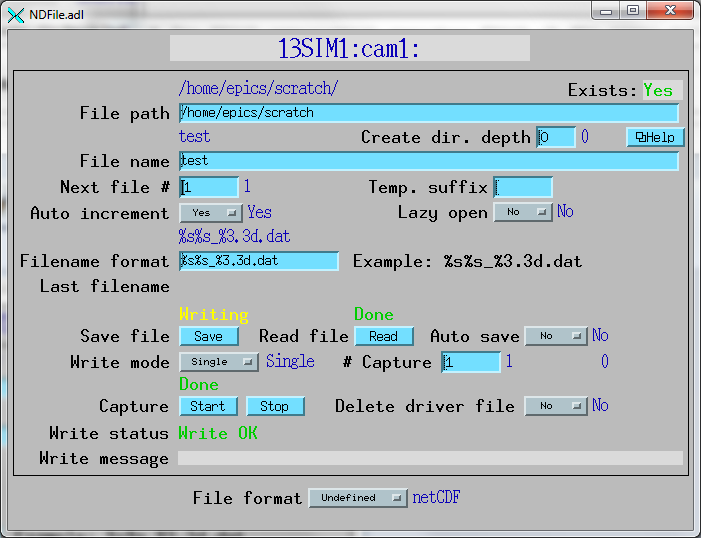 NDFile.adl
13SIM1:cam1:
/home/epics/scratch/ Exists: Yes
File path /home/epics/scratch
test Create dir. depth 0 0 Help
File name test
Next file # 1 1 Temp. suffix
Auto increment Yes Yes Lazy open No No
%s%s_%3.3d.dat
Filename format %s%s_%3.3d.dat Example: %s%s_%3.3d.dat
Last filename
Writing Done
Save file Save Read file Read Auto save No No
Write mode Single Single # Capture 1 1 0
Done
Capture Start Stop Delete driver file No No
Write status Write OK
Write message
File format Undefined netCDF